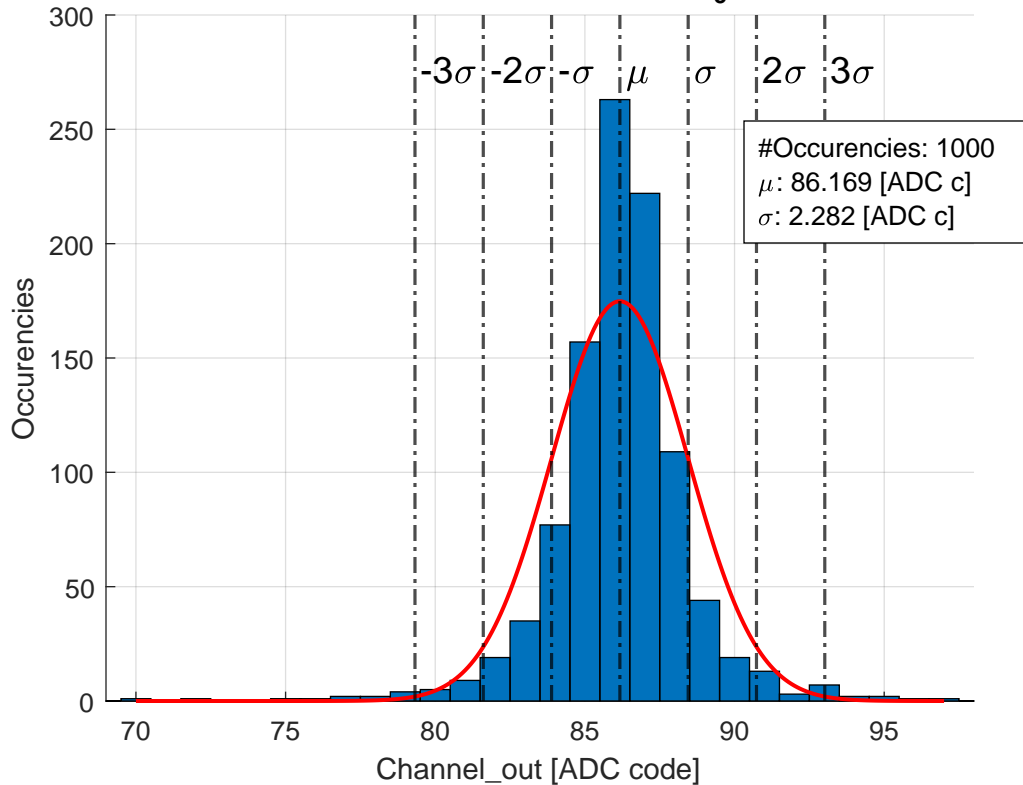 300
-3σ -2σ -σ μ σ 2σ 3σ
250
#Occurencies: 1000
μ: 86.169 [ADC c]
σ: 2.282 [ADC c]
200
150
100
50
0
Occurencies
70 75 80 85 90 95
Channel_out [ADC code]